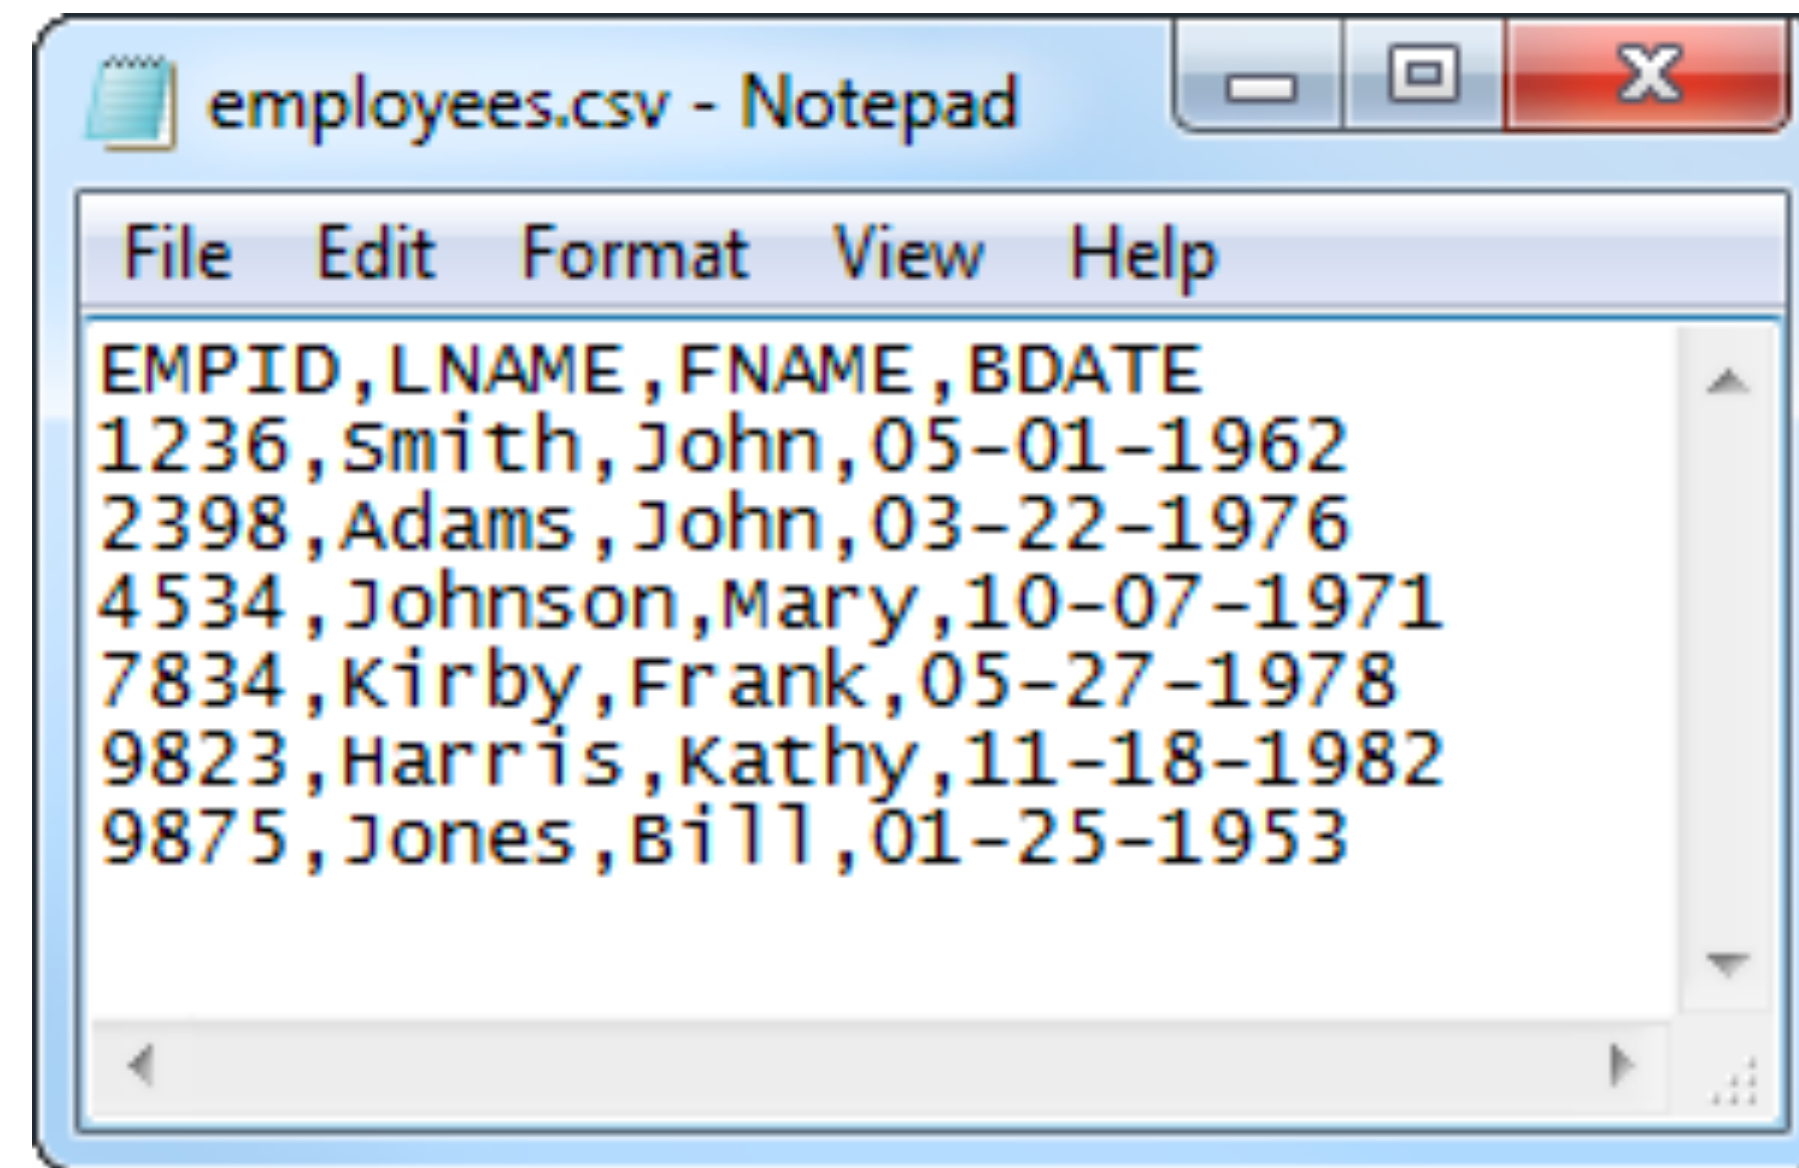 employees.csv - Notepad
File Edit Format View Help
EMPID,LNAME,FNAME,BDATE
1236,Smith,John,05-01-1962
2398,Adams,John,03-22-1976
4534,Johnson,Mary,10-07-1971
7834,Kirby,Frank,05-27-1978
9823,Harris,Kathy,11-18-1982
9875,Jones,Bill,01-25-1953